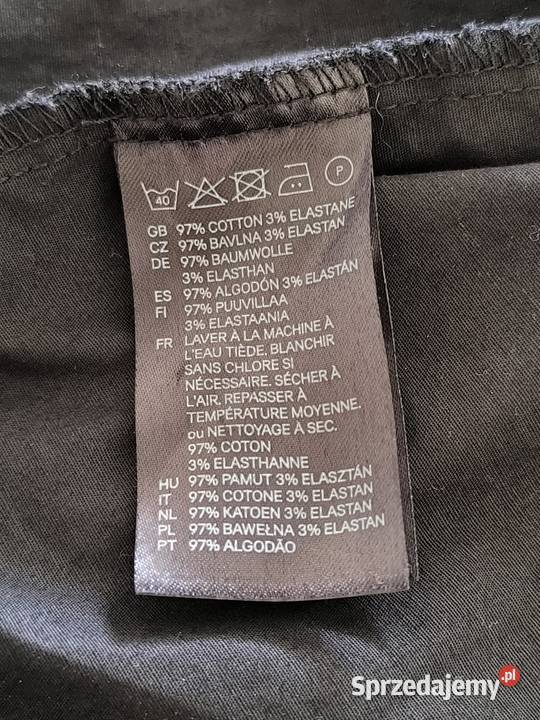 40
P
GB 97% COTTON 3% ELASTANE
CZ 97% BAVLNA 3% ELASTAN
DE 97% BAUMWOLLE
3% ELASTHAN
ES 97% ALGODÓN 3% ELASTÁN
FI 97% PUUVILLAA
3% ELASTAANIA
FR LAVER À LA MACHINE À
L'EAU TIÈDE. BLANCHIR
SANS CHLORE SI
NÉCESSAIRE. SÉCHER À
L'AIR. REPASSER À
TEMPÉRATURE MOYENNE.
ou NETTOYAGE À SEC.
97% COTON
3% ELASTHANNE
HU 97% PAMUT 3% ELASZTÁN
IT 97% COTONE 3% ELASTAN
NL 97% KATOEN 3% ELASTAN
PL 97% BAWEŁNA 3% ELASTAN
PT 97% ALGODÃO
Sprzedajemy.pl